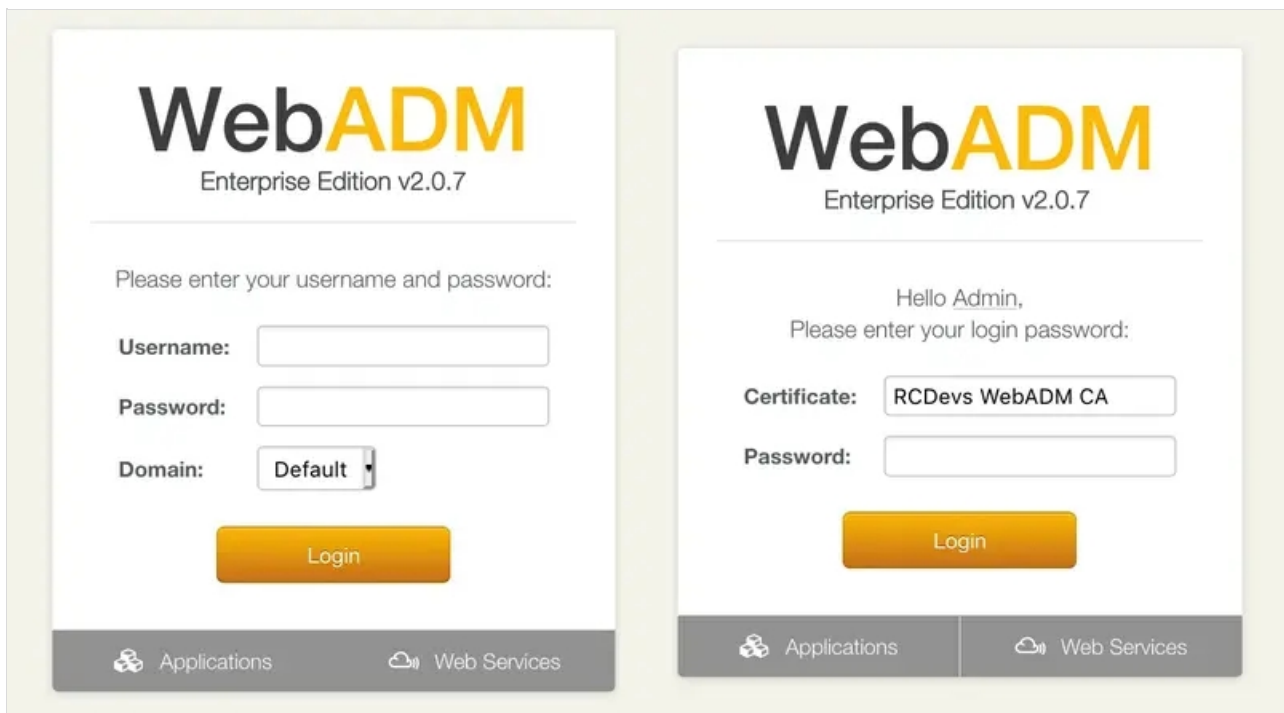 WebADM
Enterprise Edition v2.0.7
Please enter your username and password:
Username:
Password:
Domain: Default
Login
Applications Web Services
WebADM
Enterprise Edition v2.0.7
Hello Admin,
Please enter your login password:
Certificate: RCDevs WebADM CA
Password:
Login
Applications Web Services